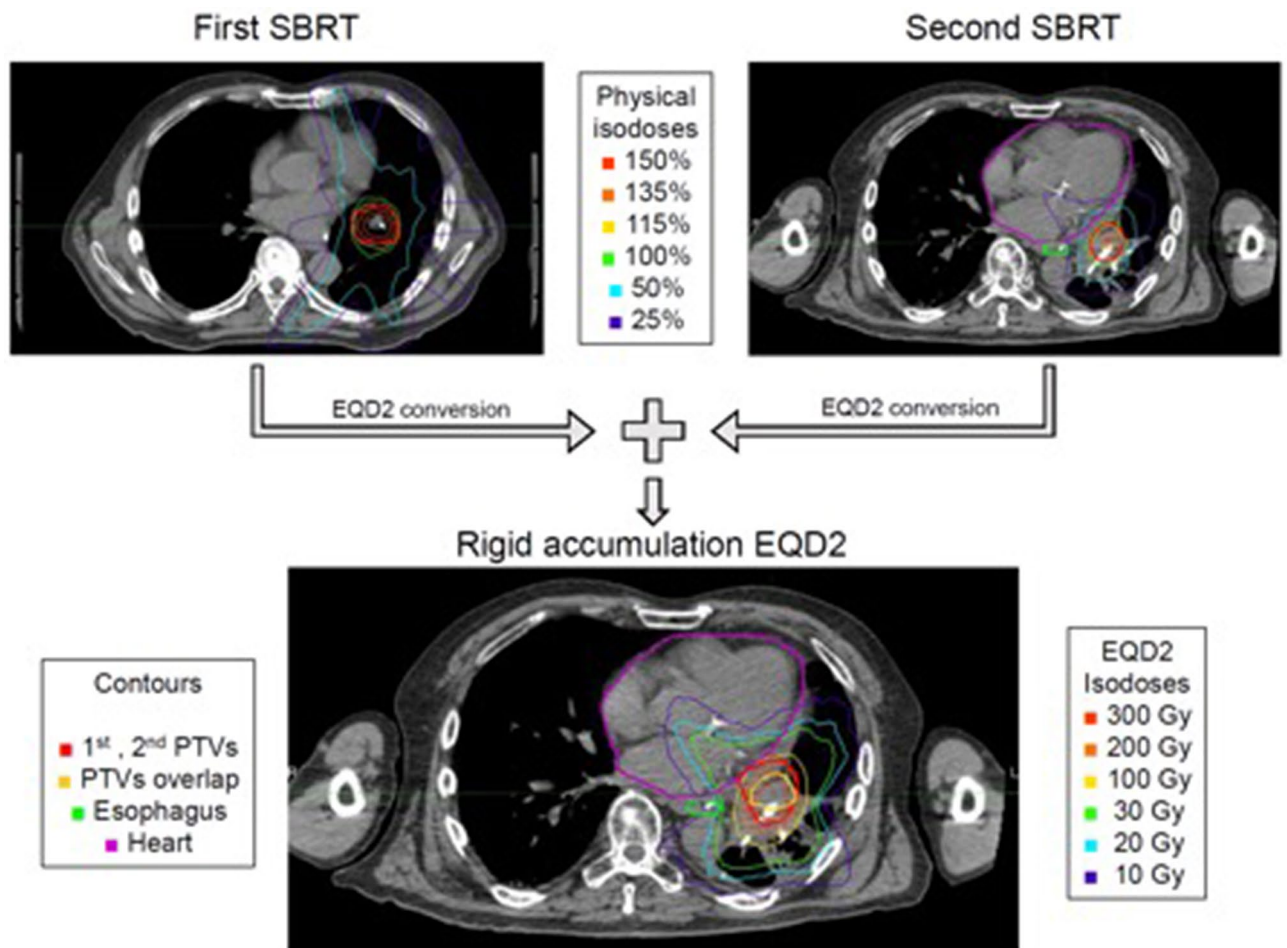 First SBRT
Second SBRT
Physical
isodoses
150%
135%
115%
100%
50%
25%
EQD2 conversion
EQD2 conversion
Rigid accumulation EQD2
Contours
1st , 2nd PTVs
PTVs overlap
Esophagus
Heart
EQD2
Isodoses
300 Gy
200 Gy
100 Gy
30 Gy
20 Gy
10 Gy